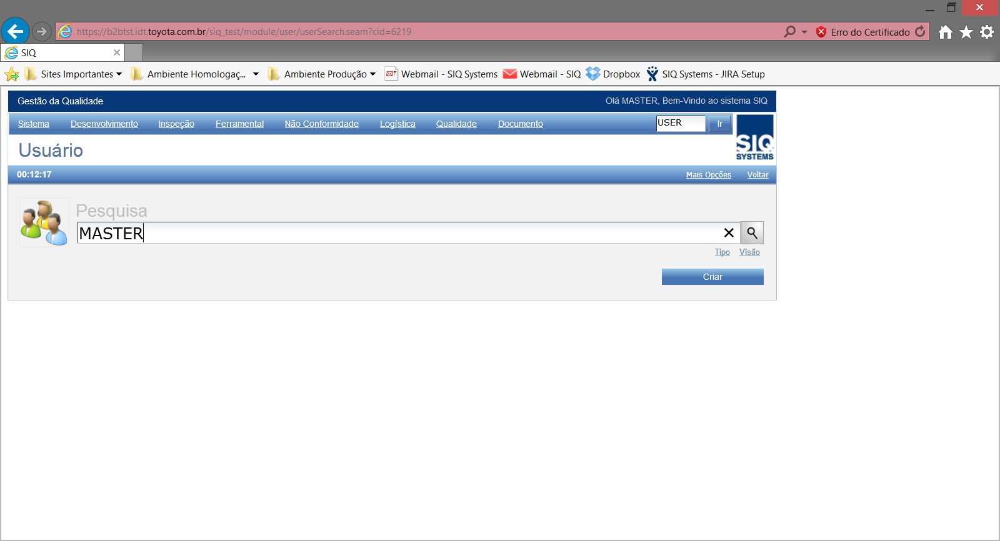 https://b2btst.idt.toyota.com.br/siq_test/module/user/userSearch.seam?cid=6219 Erro do Certificado
SIQ
Sites Importantes Ambiente Homologaç... Ambiente Produção Webmail - SIQ Systems Webmail - SIQ Dropbox SIQ Systems - JIRA Setup
Gestão da Qualidade Olá MASTER, Bem-Vindo ao sistema SIQ
Sistema Desenvolvimento Inspeção Ferramental Não Conformidade Logística Qualidade Documento USER Ir
SIQ
SYSTEMS
Usuário
00:12:17 Mais Opções Voltar
Pesquisa
MASTER
Tipo Visão
Criar